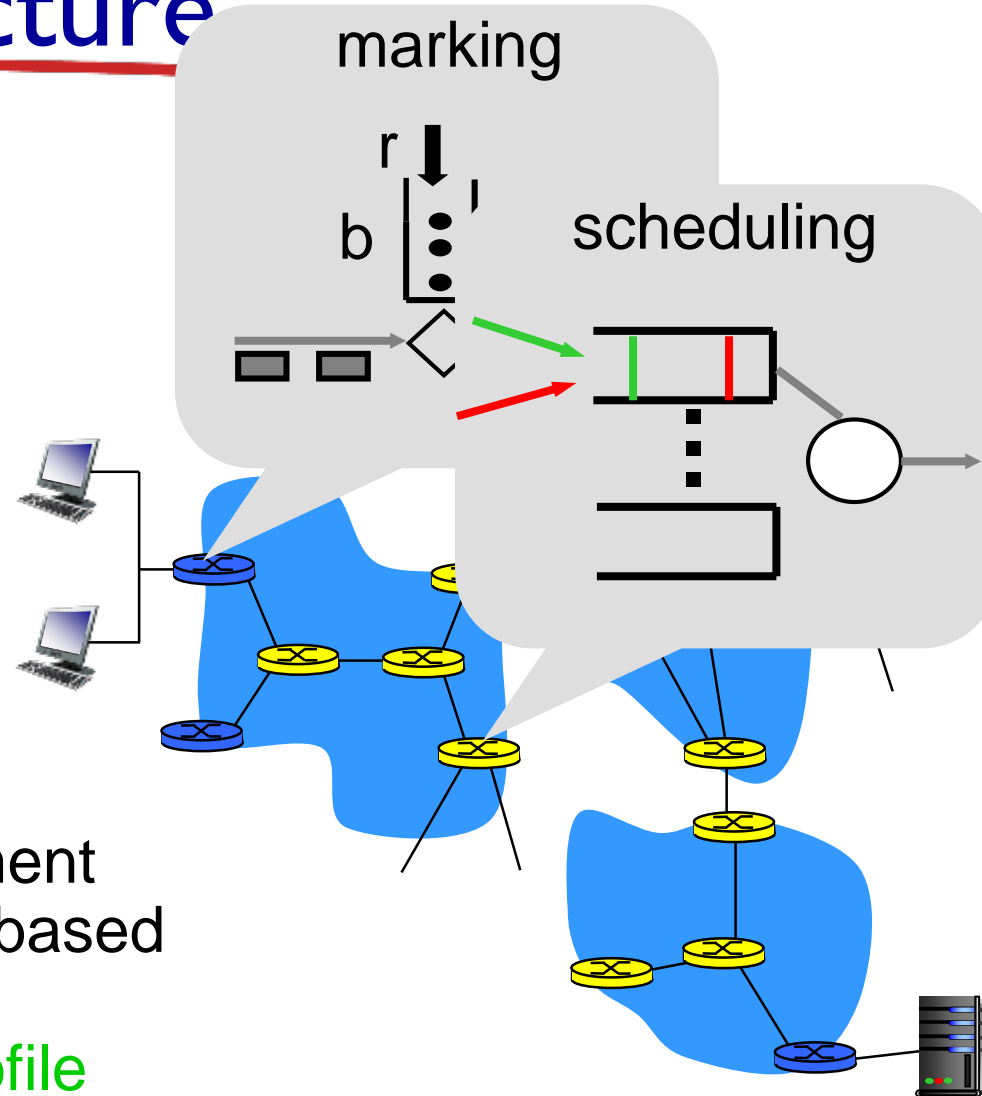 cture
marking
r
b
scheduling
nent
based
ofile